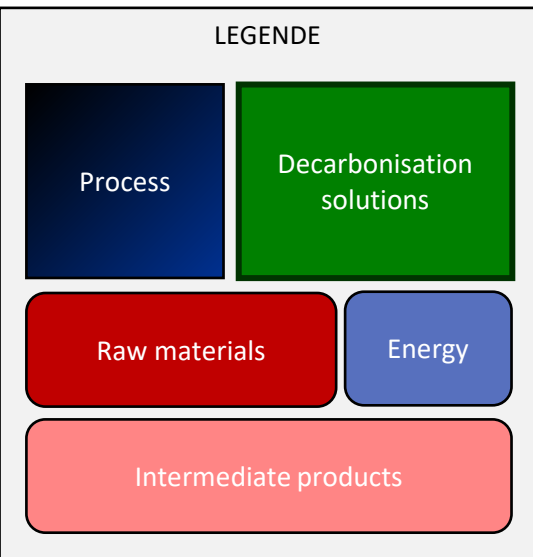 LEGENDE
Process
Decarbonisation
solutions
Raw materials
Energy
Intermediate products